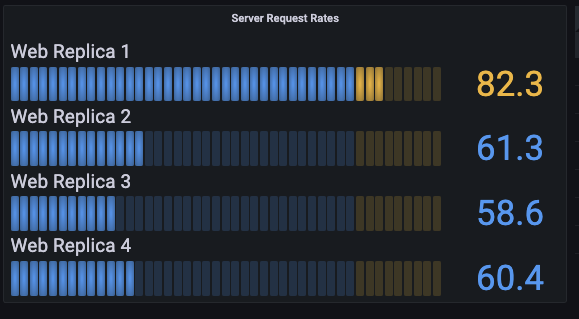 Server Request Rates
Web Replica 1
82.3
Web Replica 2
61.3
Web Replica 3
58.6
Web Replica 4
60.4